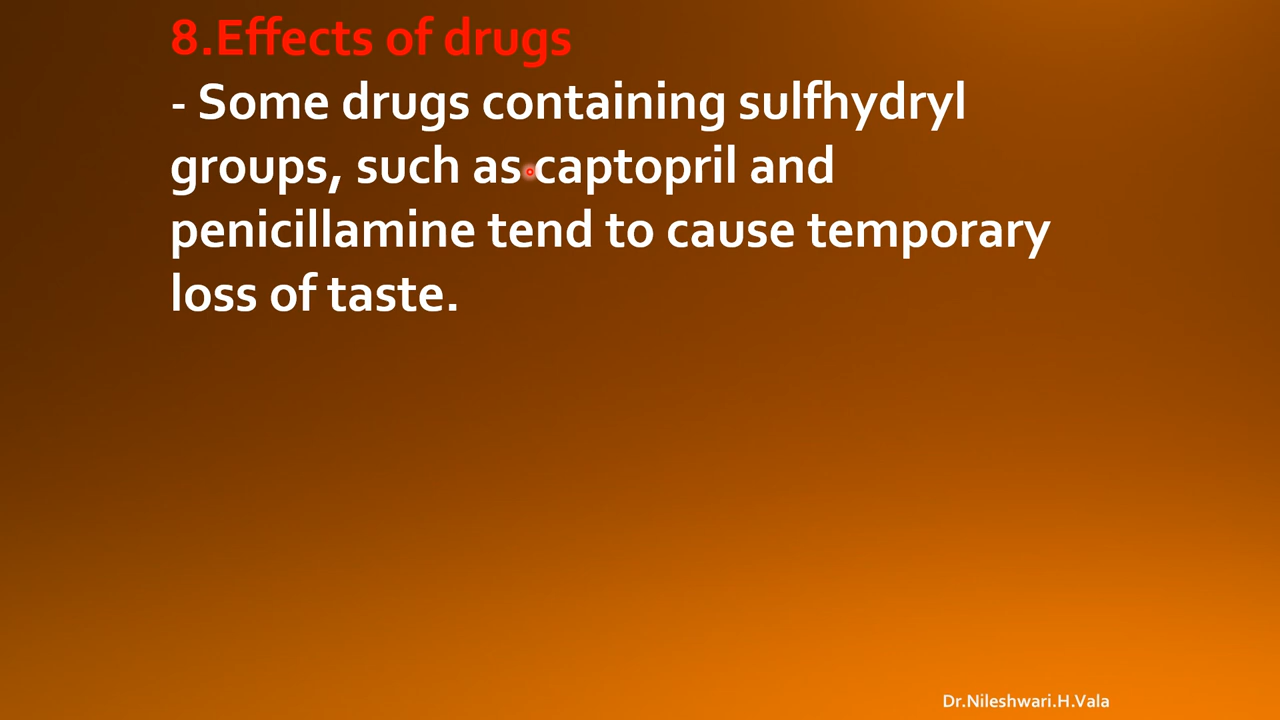 8.Effects of drugs
- Some drugs containing sulfhydryl
groups, such as captopril and
penicillamine tend to cause temporary
loss of taste.
Dr.Nileshwari.H.Vala